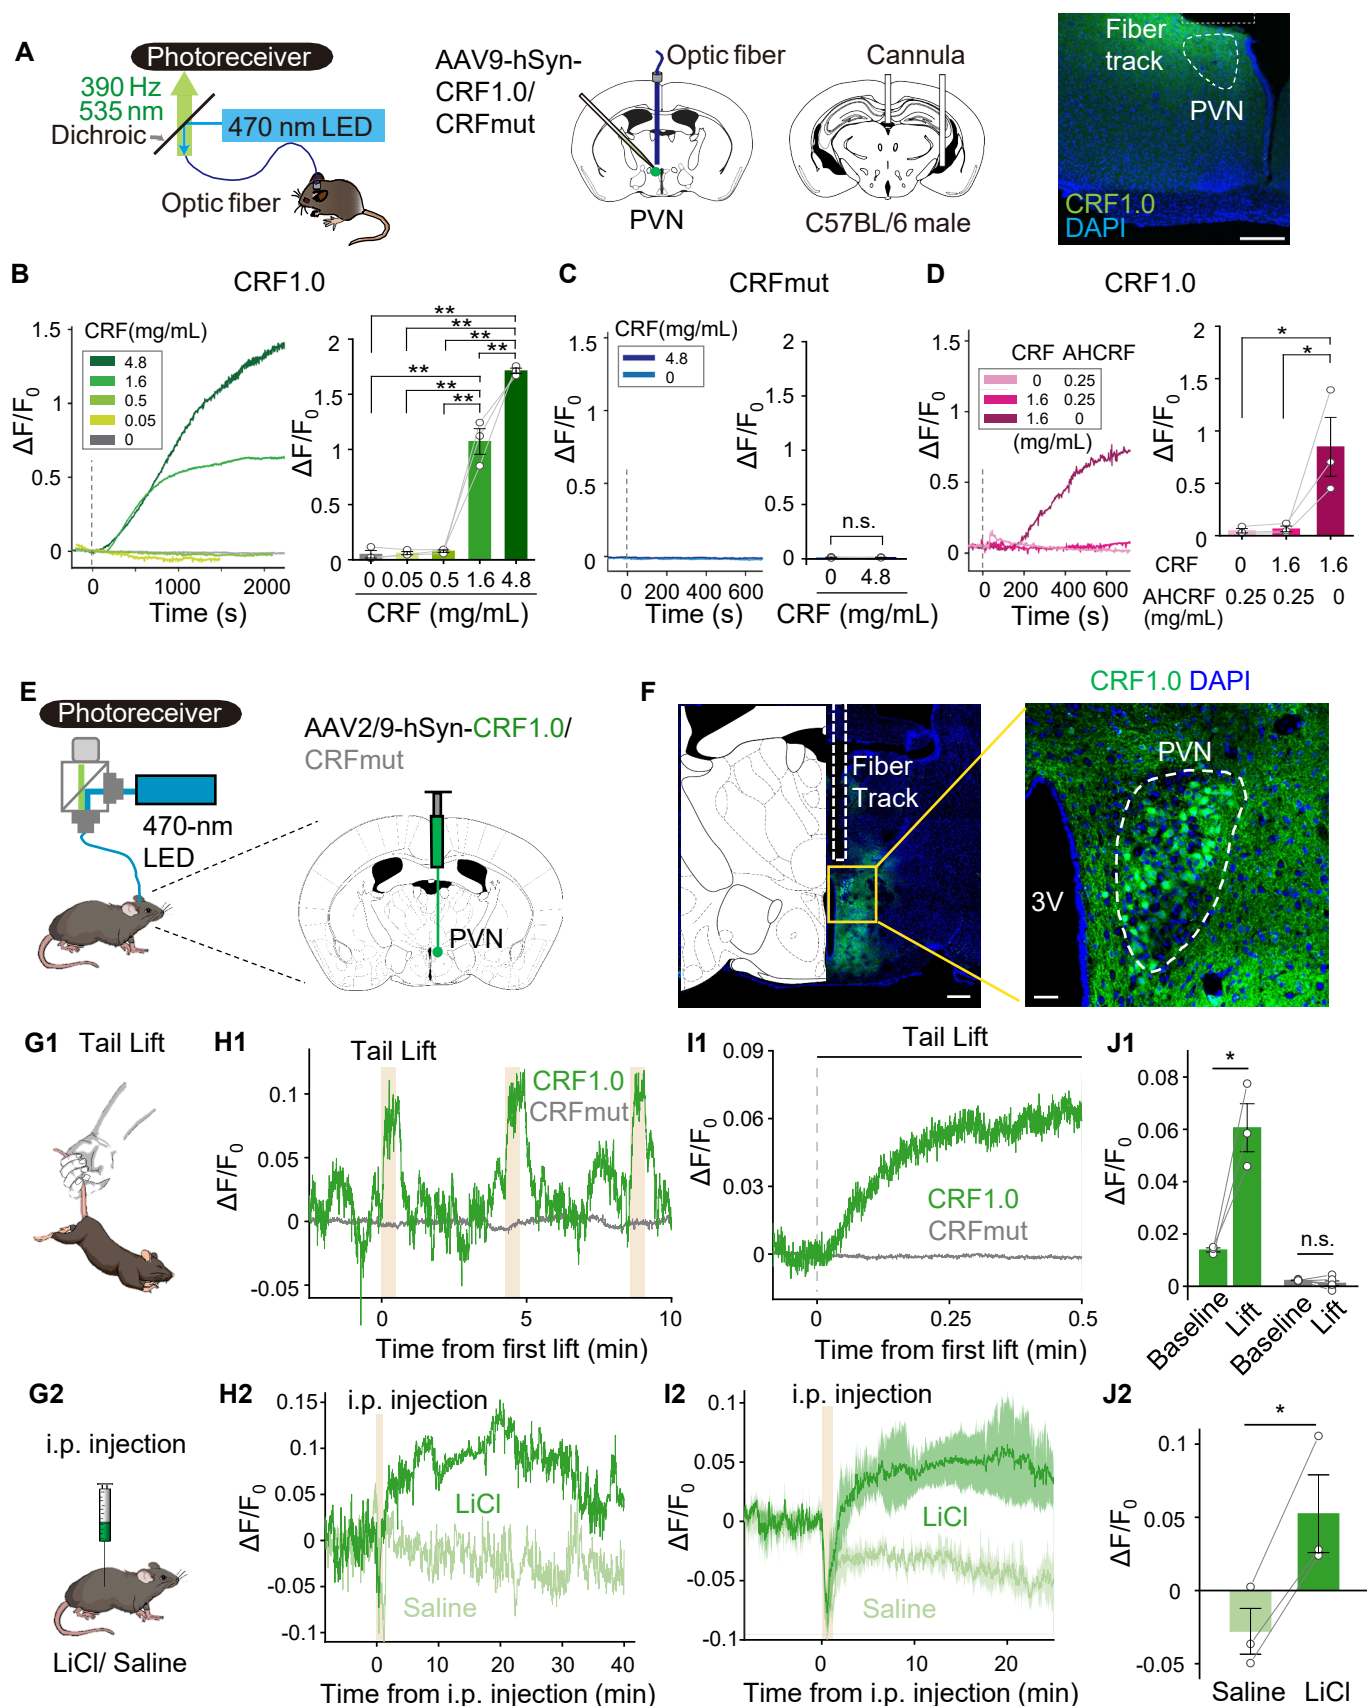 A
Photoreceiver
390 Hz
535 nm
Dichroic
470 nm LED
Optic fiber
AAV9-hSyn-
CRF1.0/
CRFmut
Optic fiber
PVN
Cannula
C57BL/6 male
Fiber
track
PVN
CRF1.0
DAPI
B
CRF1.0
1.5
1
0.5
0
ΔF/F0
CRF(mg/mL)
4.8
1.6
0.5
0.05
0
0 1000 2000
Time (s)
** ** ** **
** ** **
2
1
0
ΔF/F0
0 0.05 0.5 1.6 4.8
CRF (mg/mL)
C
CRFmut
1.5
1
0.5
0
ΔF/F0
CRF(mg/mL)
4.8
0
0 200 400 600
Time (s)
2
1
0
ΔF/F0
n.s.
0 4.8
CRF (mg/mL)
D
CRF1.0
1.5
1
0.5
0
ΔF/F0
CRF AHCRF
0 0.25
1.6 0.25
1.6 0
(mg/mL)
0 200 400 600
Time (s)
2
1
0
ΔF/F0
*
*
CRF 0 1.6 1.6
AHCRF 0.25 0.25 0
(mg/mL)
E
Photoreceiver
470-nm
LED
AAV2/9-hSyn-CRF1.0/
CRFmut
PVN
F
Fiber
Track
CRF1.0 DAPI
PVN
3V
G1 Tail Lift
H1
Tail Lift
CRF1.0
CRFmut
0.1
0.05
0
-0.05
ΔF/F0
0 5 10
Time from first lift (min)
I1
Tail Lift
0.09
0.06
0.03
0
ΔF/F0
CRF1.0
CRFmut
0 0.25 0.5
Time from first lift (min)
J1
*
n.s.
0.08
0.06
0.04
0.02
0
ΔF/F0
Baseline
Lift
Baseline
Lift
G2
i.p. injection
LiCl/ Saline
H2
i.p. injection
0.15
0.1
0.05
0
-0.05
-0.1
ΔF/F0
LiCl
Saline
0 10 20 30 40
Time from i.p. injection (min)
I2
i.p. injection
0.1
0.05
0
-0.05
-0.1
ΔF/F0
LiCl
Saline
0 10 20
Time from i.p. injection (min)
J2
*
0.1
0.05
0
-0.05
ΔF/F0
Saline LiCl